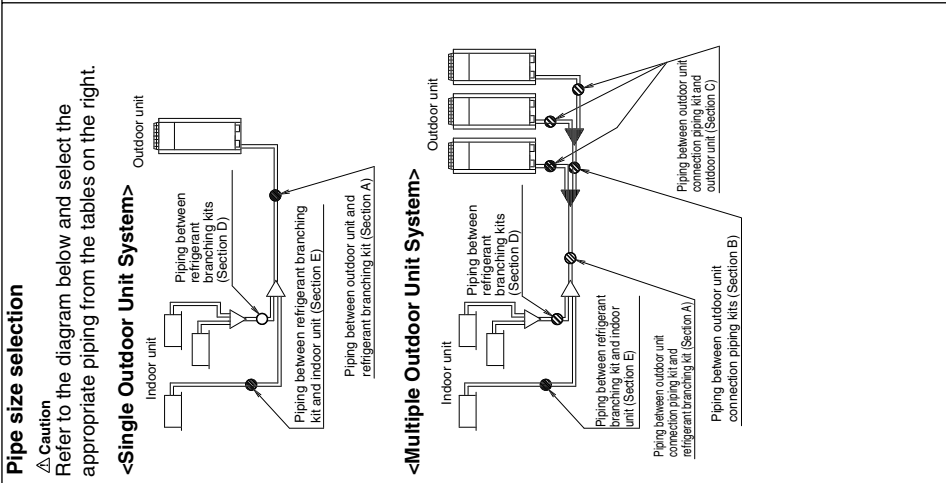 Pipe size selection
⚠Caution
Refer to the diagram below and select the
appropriate piping from the tables on the right.
<Single Outdoor Unit System>
Outdoor unit
Indoor unit
Piping between
refrigerant
branching kits
(Section D)
Piping between refrigerant branching
kit and indoor unit (Section E)
Piping between outdoor unit and
refrigerant branching kit (Section A)
<Multiple Outdoor Unit System>
Outdoor unit
Indoor unit
Piping between
refrigerant
branching kits
(Section D)
Piping between refrigerant
branching kit and indoor
unit (Section E)
Piping between outdoor unit
connection piping kit and
refrigerant branching kit (Section A)
Piping between outdoor unit
connection piping kits (Section B)
Piping between outdoor unit
connection piping kit and
outdoor unit (Section C)